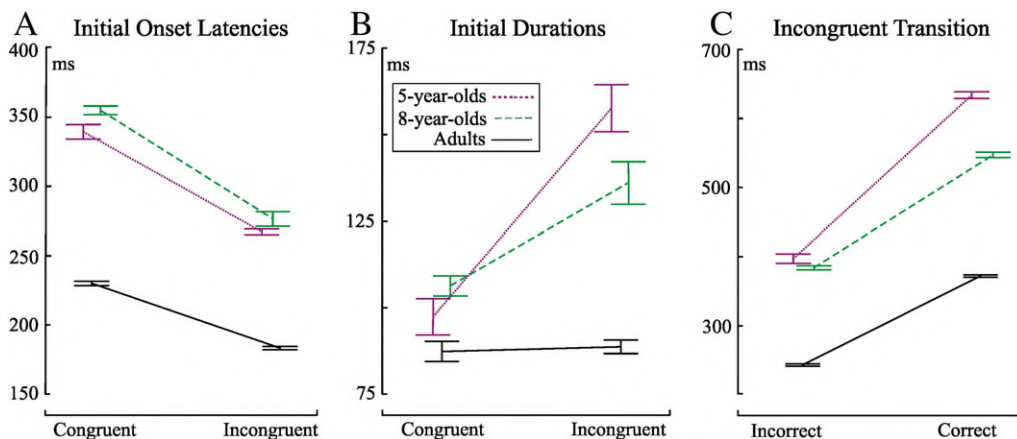 A Initial Onset Latencies
ms
400
350
300
250
200
150
Congruent Incongruent
B Initial Durations
175
ms
5-year-olds
8-year-olds
Adults
125
75
Congruent Incongruent
C Incongruent Transition
700
ms
500
300
Incorrect Correct